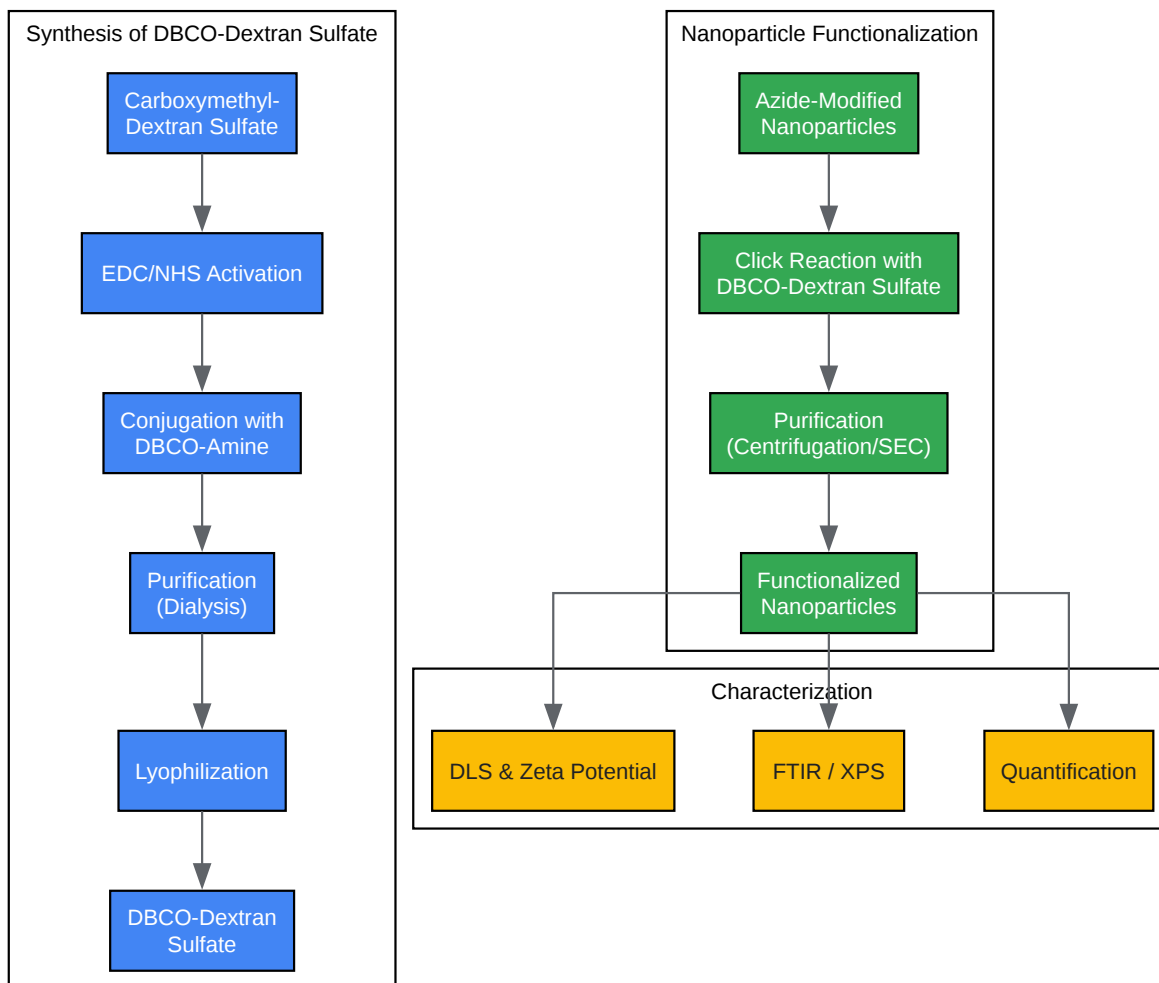 Synthesis of DBCO-Dextran Sulfate
Carboxymethyl-
Dextran Sulfate
EDC/NHS Activation
Conjugation with
DBCO-Amine
Purification
(Dialysis)
Lyophilization
DBCO-Dextran
Sulfate
Nanoparticle Functionalization
Azide-Modified
Nanoparticles
Click Reaction with
DBCO-Dextran Sulfate
Purification
(Centrifugation/SEC)
Functionalized
Nanoparticles
Characterization
DLS & Zeta Potential
FTIR / XPS
Quantification